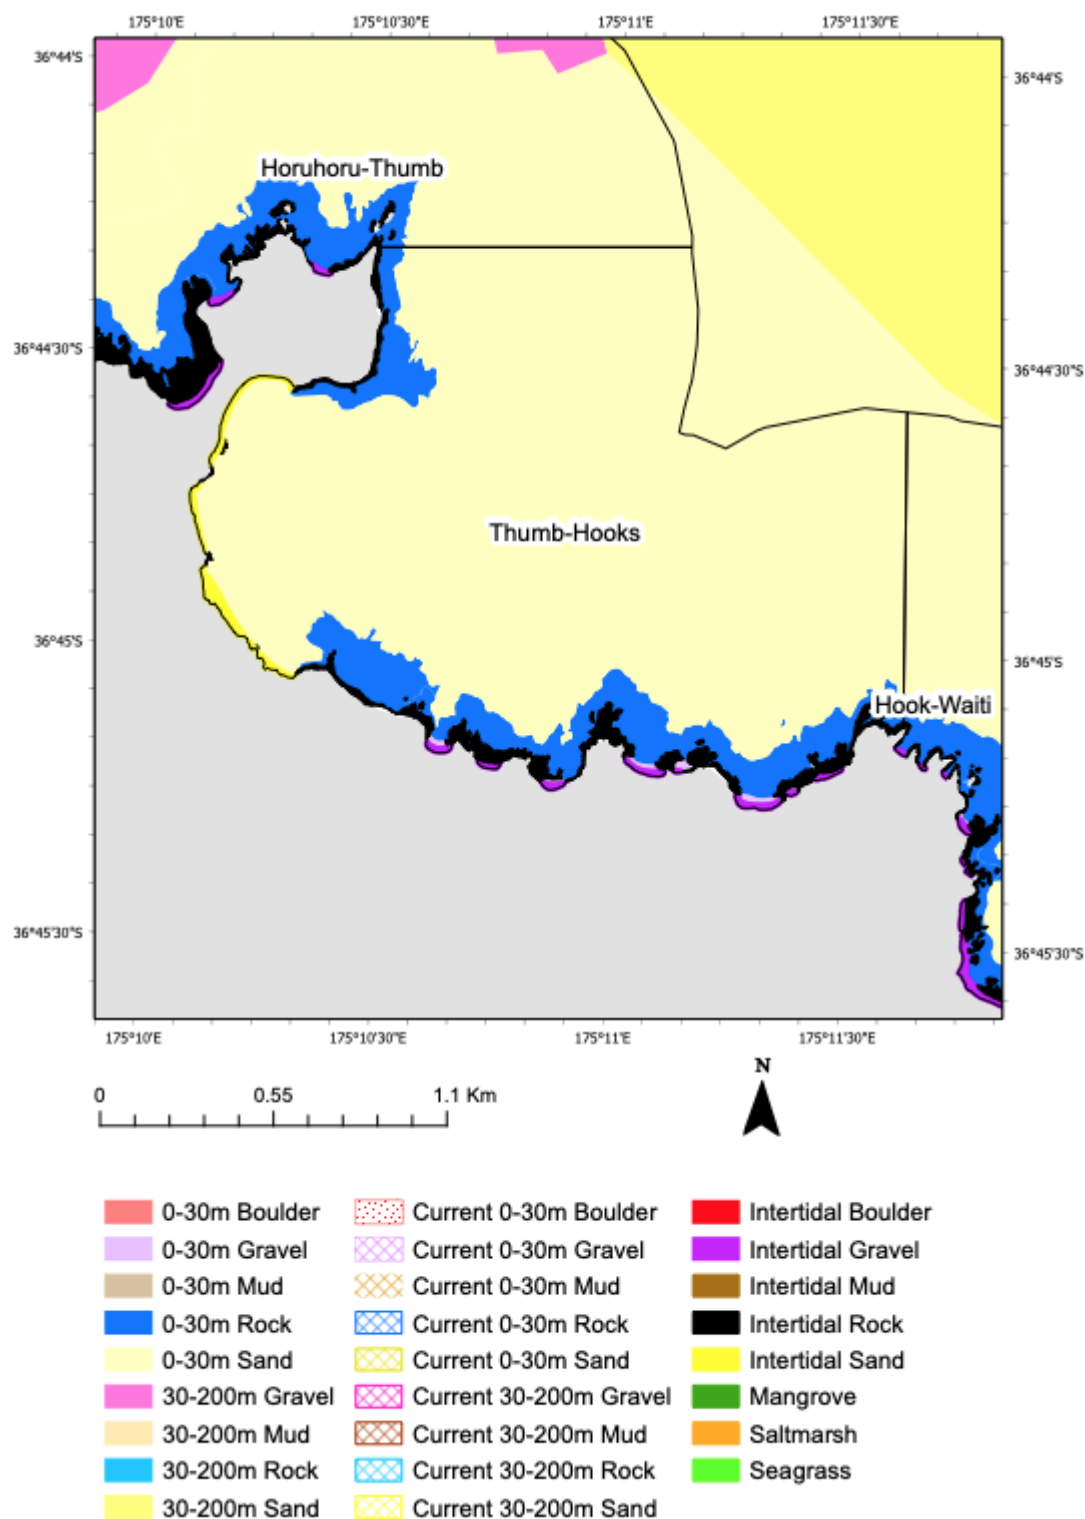 175°10'E 175°10'30"E 175°11'E 175°11'30"E
36°44'S
36°44'S
Horuhoru-Thumb
36°44'30"S
36°44'30"S
Thumb-Hooks
36°45'S
36°45'S
Hook-Waiti
36°45'30"S
36°45'30"S
175°10'E 175°10'30"E 175°11'E 175°11'30"E
N
0 0.55 1.1 Km
0-30m Boulder
0-30m Gravel
0-30m Mud
0-30m Rock
0-30m Sand
30-200m Gravel
30-200m Mud
30-200m Rock
30-200m Sand
Current 0-30m Boulder
Current 0-30m Gravel
Current 0-30m Mud
Current 0-30m Rock
Current 0-30m Sand
Current 30-200m Gravel
Current 30-200m Mud
Current 30-200m Rock
Current 30-200m Sand
Intertidal Boulder
Intertidal Gravel
Intertidal Mud
Intertidal Rock
Intertidal Sand
Mangrove
Saltmarsh
Seagrass